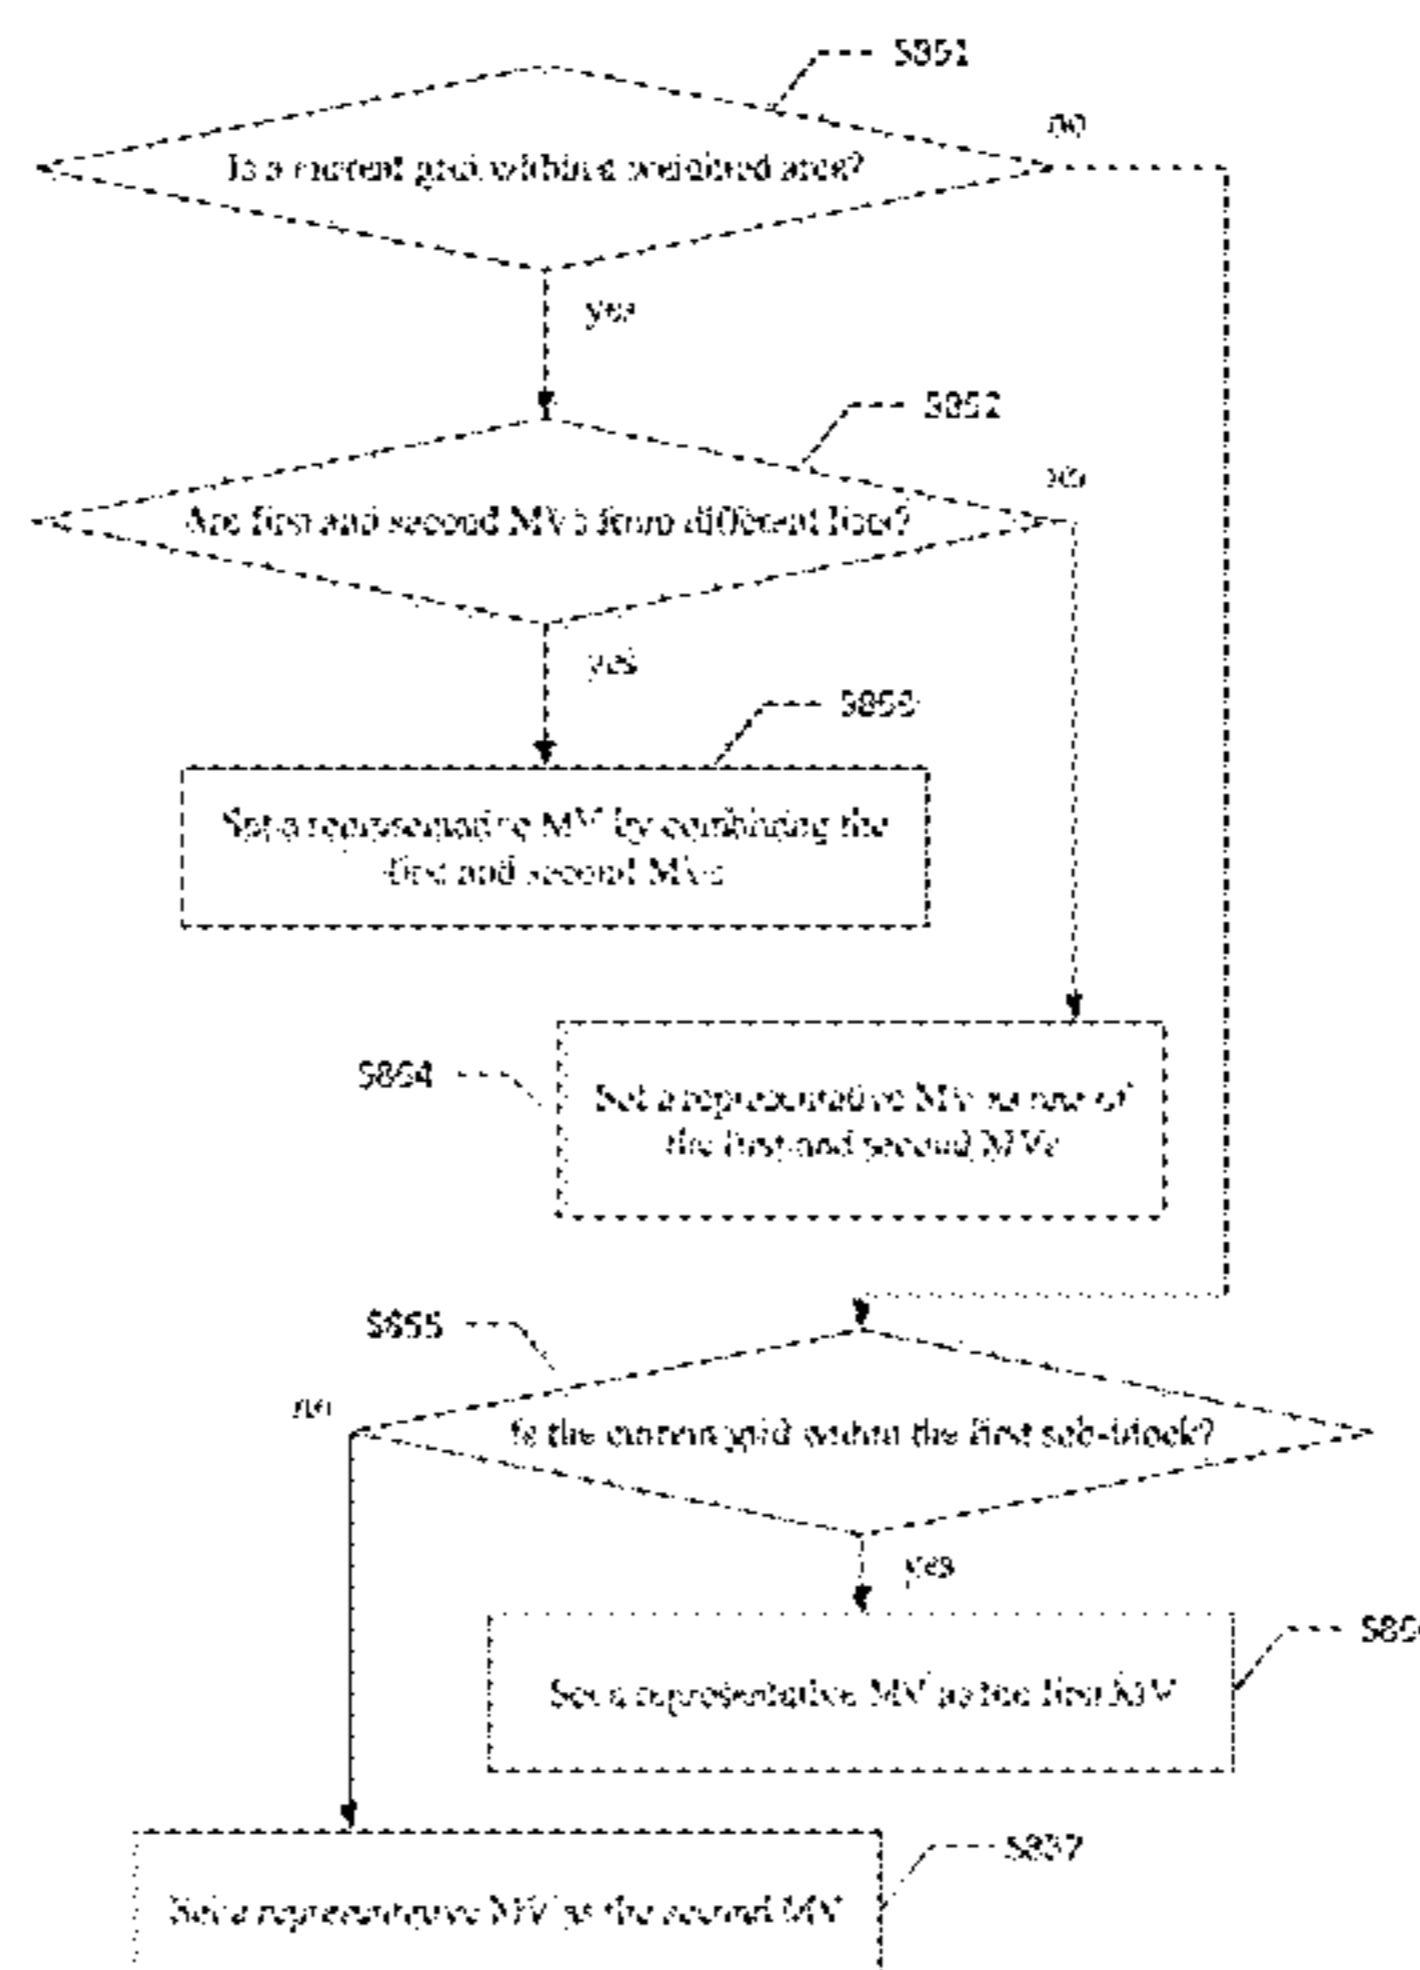 S851
no
Is a current grid within a weighted area?
yes
S852
no
Are first and second MVs from different lists?
yes
S853
Set a representative MV by combining the
first and second MVs
S854
Set a representative MV as one of
the first and second MVs
S855
no
Is the current grid within the first sub-block?
yes
Set a representative MV as the first MV
S857
Set a representative MV as the second MV